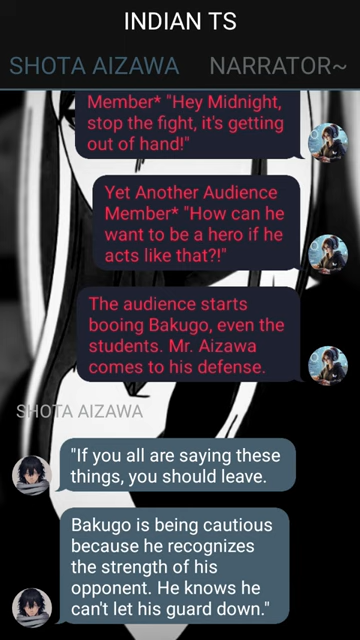 INDIAN TS
SHOTA AIZAWA NARRATOR~
Member* "Hey Midnight,
stop the fight, it's getting
out of hand!"
Yet Another Audience
Member* "How can he
want to be a hero if he
acts like that?!"
The audience starts
booing Bakugo, even the
students. Mr. Aizawa
comes to his defense.
SHOTA AIZAWA
"If you all are saying these
things, you should leave.
Bakugo is being cautious
because he recognizes
the strength of his
opponent. He knows he
can't let his guard down."